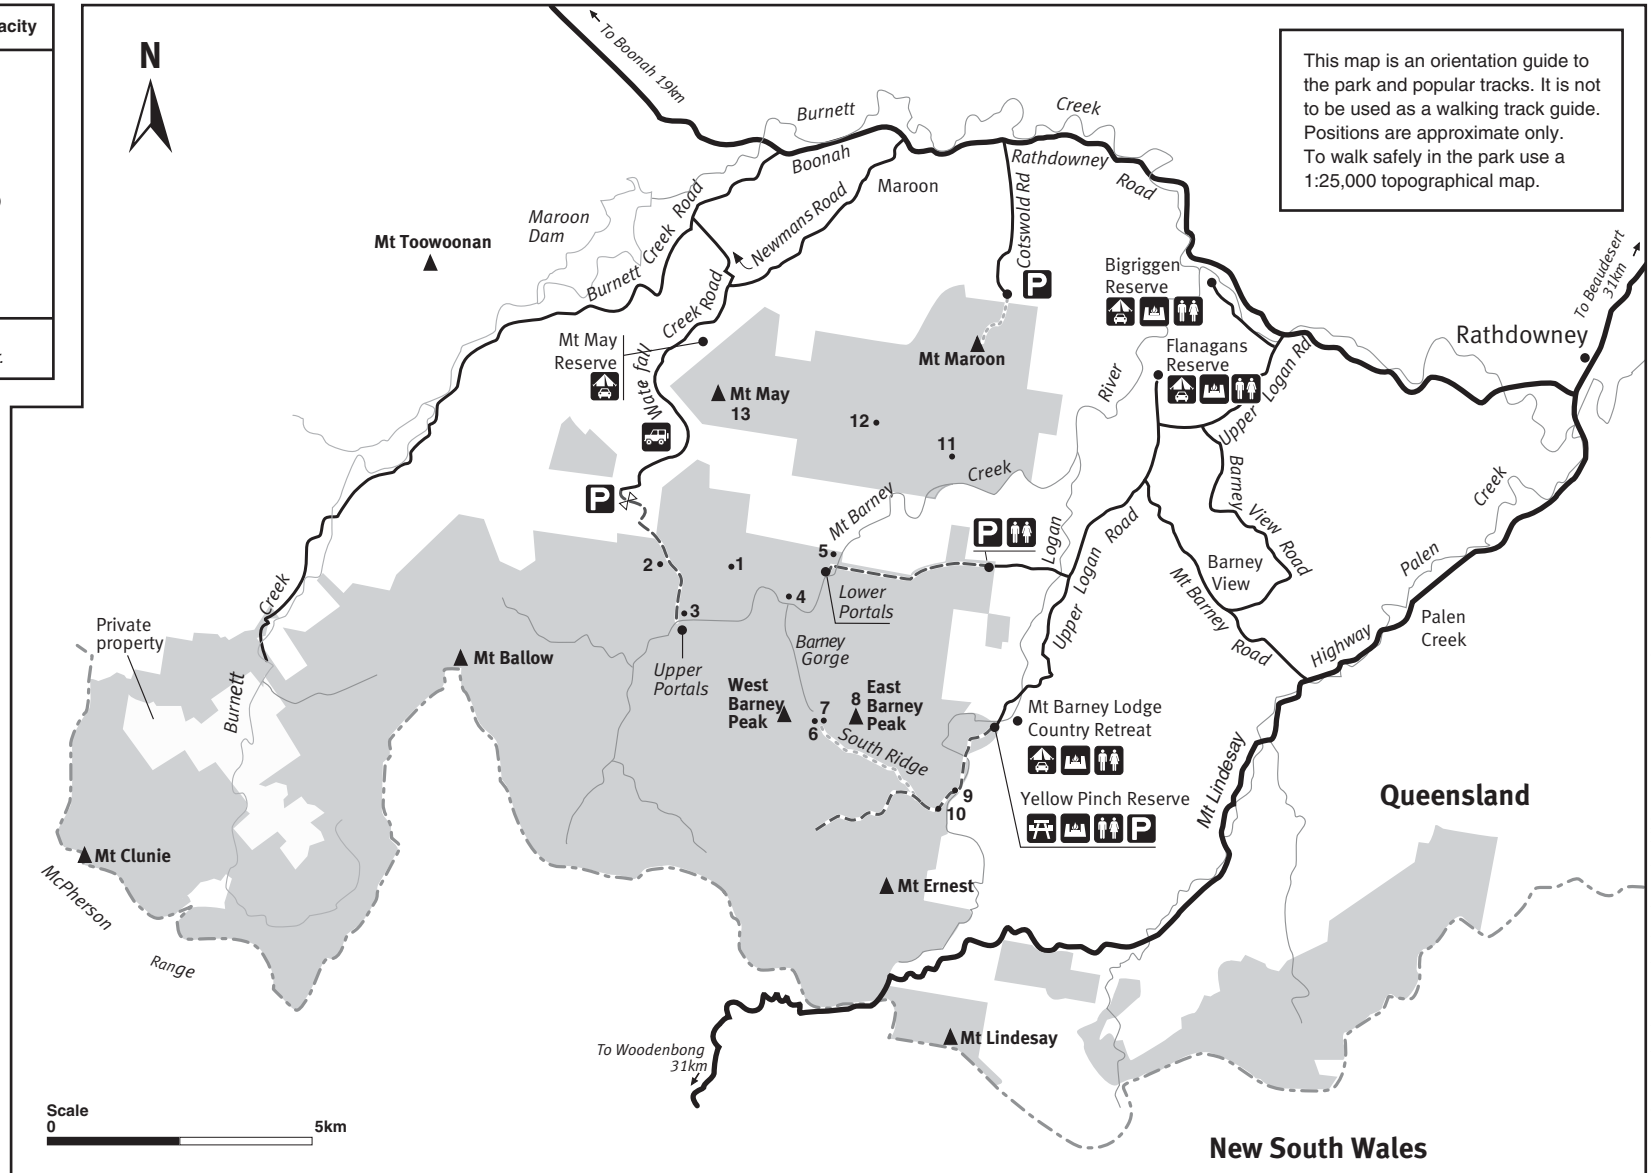 acity
N
To Boonah 19km
Burnett
Creek
Boonah
Rathdowney
Road
This map is an orientation guide to
the park and popular tracks. It is not
to be used as a walking track guide.
Positions are approximate only.
To walk safely in the park use a
1:25,000 topographical map.
Maroon
Cotswold Rd
Newmans Road
Maroon
Dam
Mt Toowoonan
Burnett Creek Road
P
Bigriggen
Reserve
To Beaudesert
31km
Rathdowney
Mt May
Reserve
Wate fall Creek Road
Mt Maroon
Flanagans
Reserve
River
Upper Logan Rd
Mt May
13
12
11
Creek
Mt Barney
P
P
Logan
Barney View Road
Creek
Palen
Upper Logan Road
Barney
View
Mt Barney Road
5
2
1
4
Lower
Portals
3
Creek
Private
property
Burnett
Mt Ballow
Upper
Portals
Barney
Gorge
Palen
Creek
Highway
West
Barney
Peak
7
6
8
East
Barney
Peak
South Ridge
Mt Barney Lodge
Country Retreat
Mt Lindesay
9
10
Yellow Pinch Reserve
P
Queensland
Mt Clunie
McPherson
Range
Mt Ernest
Mt Lindesay
To Woodenbong
31km
Scale
0
5km
New South Wales